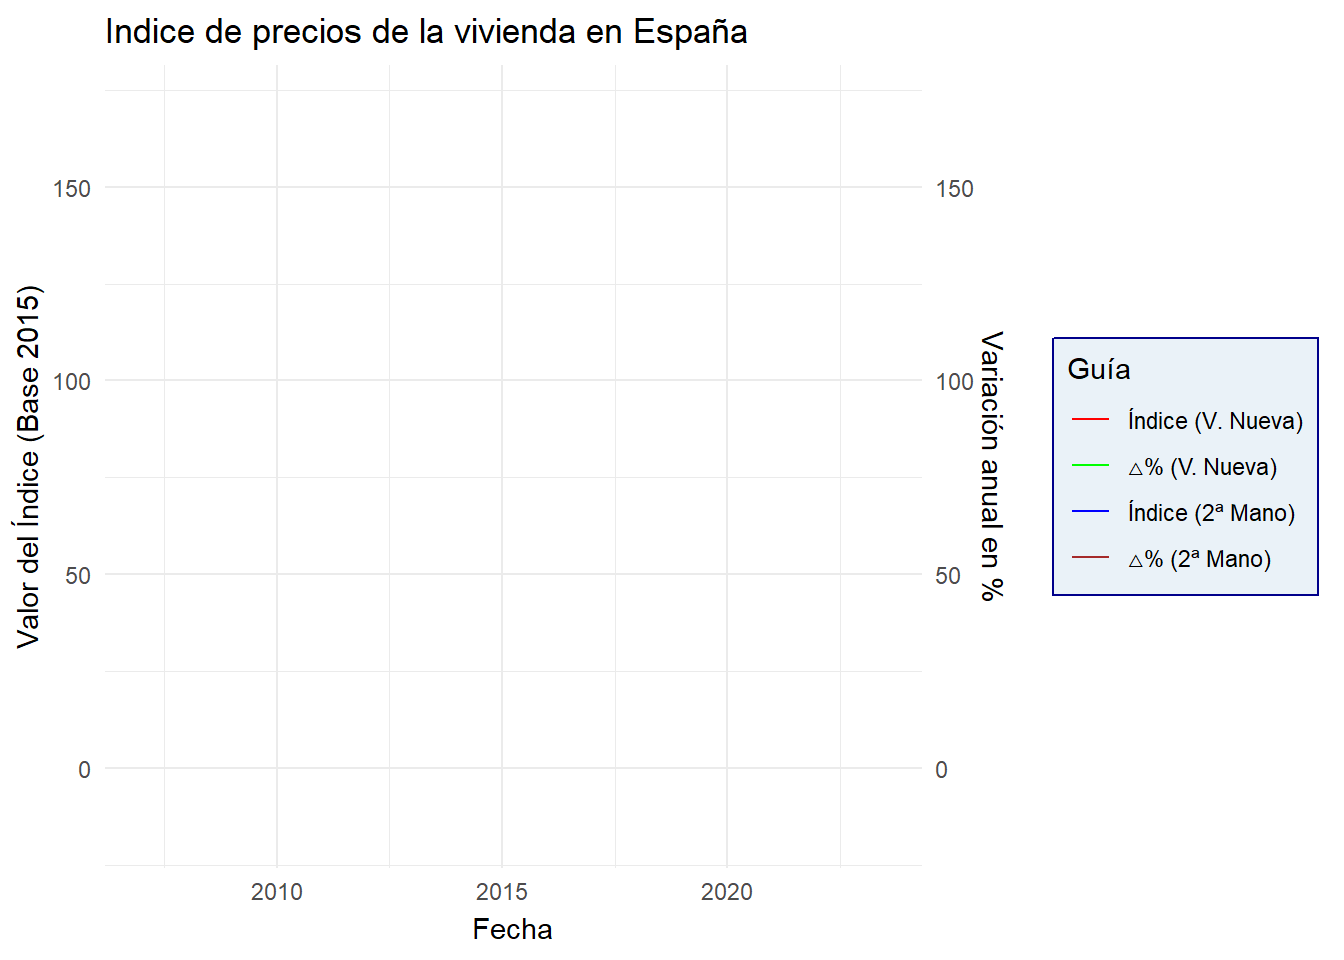 Indice de precios de la vivienda en España
Valor del Índice (Base 2015)
150
100
50
0
150
100
50
0
Variación anual en %
2010
2015
2020
Fecha
Guía
Índice (V. Nueva)
△% (V. Nueva)
Índice (2ª Mano)
△% (2ª Mano)